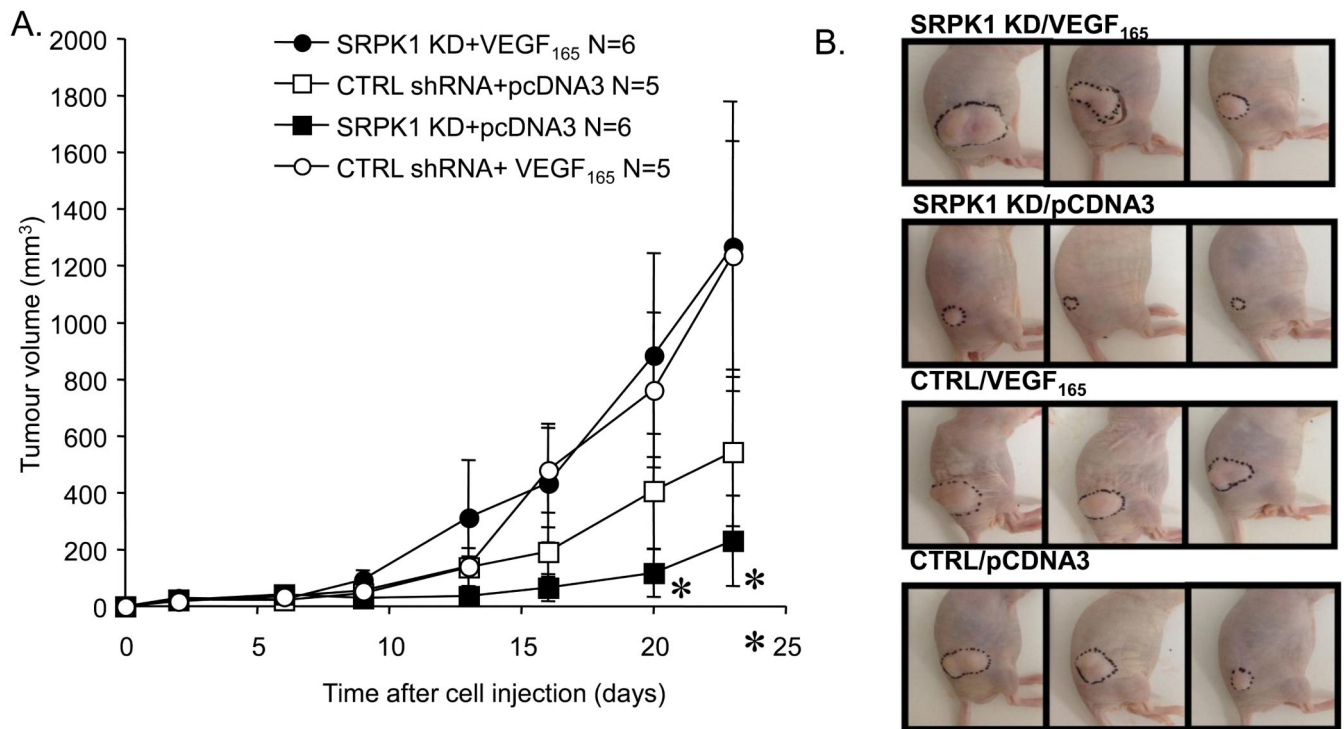 A.
2000
1800
1600
1400
1200
1000
800
600
400
200
0
Tumour volume (mm³)
SRPK1 KD+VEGF₁₆₅ N=6
CTRL shRNA+pcDNA3 N=5
SRPK1 KD+pcDNA3 N=6
CTRL shRNA+ VEGF₁₆₅ N=5
*
*
*
0 5 10 15 20 25
Time after cell injection (days)
B.
SRPK1 KD/VEGF₁₆₅
SRPK1 KD/pCDNA3
CTRL/VEGF₁₆₅
CTRL/pCDNA3